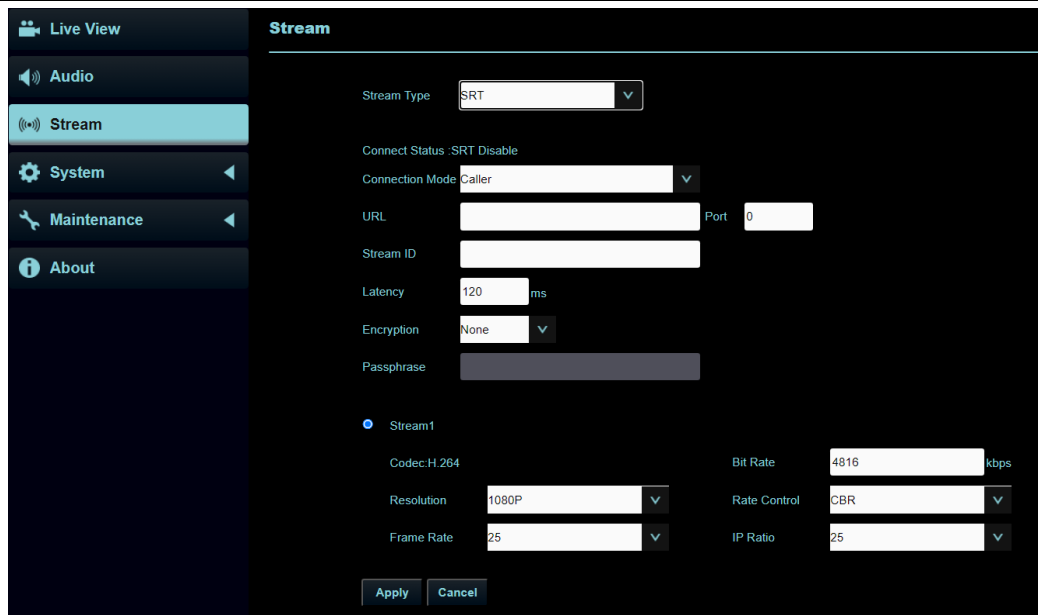 Live View
Audio
Stream
System
Maintenance
About
Stream
Stream Type SRT
Connect Status :SRT Disable
Connection Mode Caller
URL Port 0
Stream ID
Latency 120 ms
Encryption None
Passphrase
Stream1
Codec:H.264 Bit Rate 4816 kbps
Resolution 1080P Rate Control CBR
Frame Rate 25 IP Ratio 25
Apply Cancel